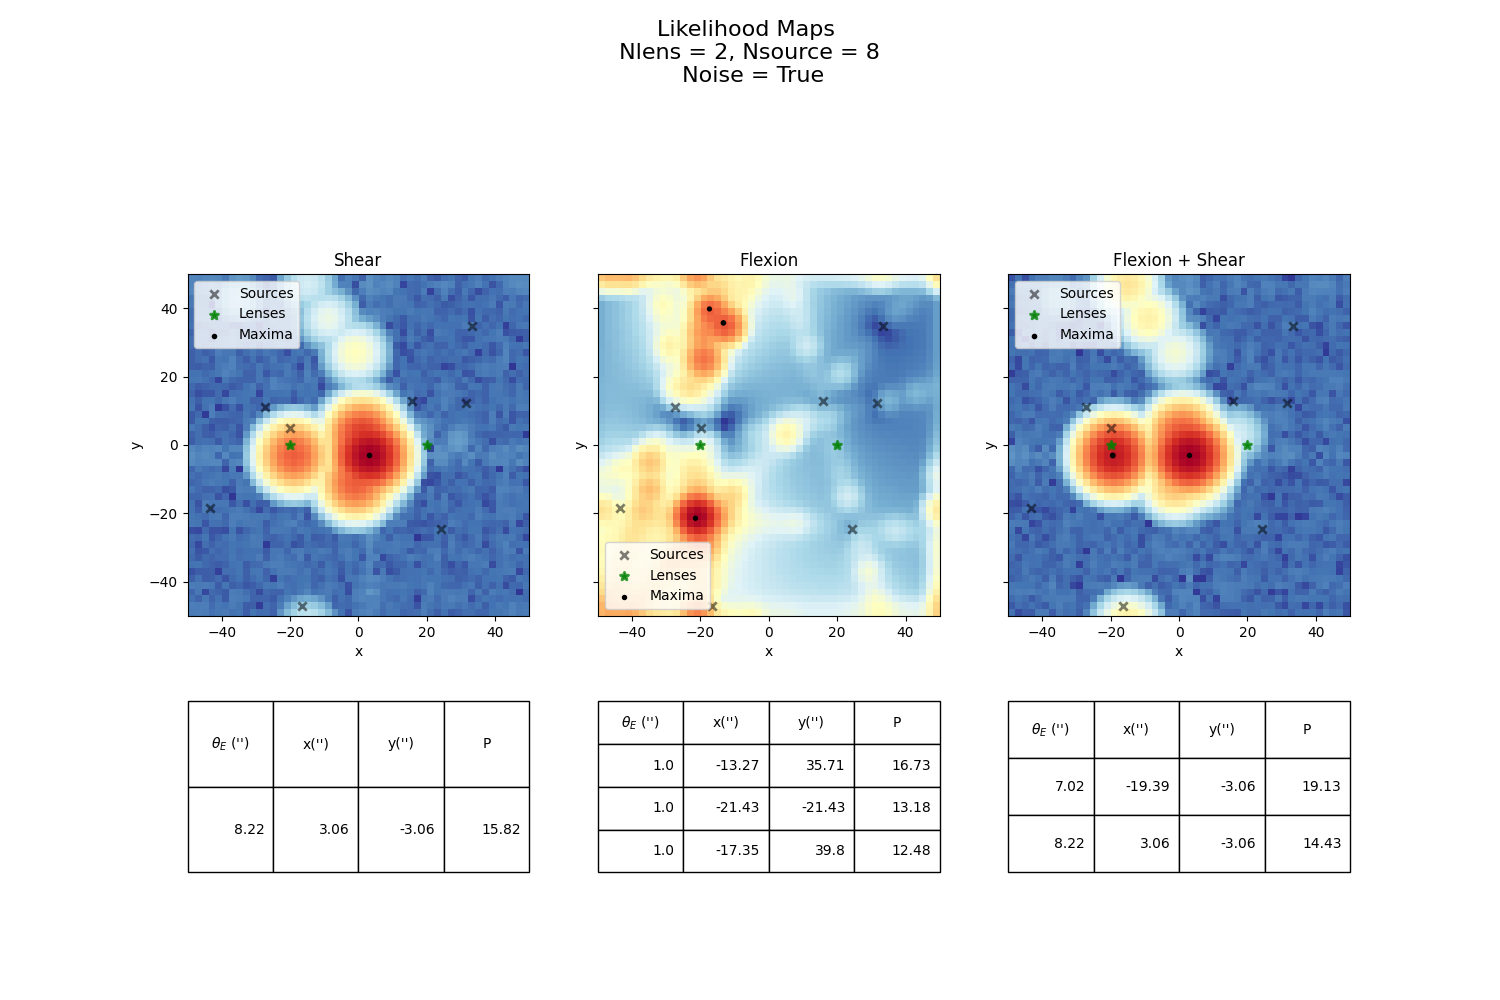 Likelihood Maps
Nlens = 2, Nsource = 8
Noise = True
Shear
Sources
Lenses
Maxima
40
20
0
−20
−40
y
−40 −20 0 20 40
x
Flexion
Sources
Lenses
Maxima
y
−40 −20 0 20 40
x
Flexion + Shear
Sources
Lenses
Maxima
y
−40 −20 0 20 40
x
θ_E ('') x('') y('') P
8.22 3.06 -3.06 15.82
θ_E ('') x('') y('') P
1.0 -13.27 35.71 16.73
1.0 -21.43 -21.43 13.18
1.0 -17.35 39.8 12.48
θ_E ('') x('') y('') P
7.02 -19.39 -3.06 19.13
8.22 3.06 -3.06 14.43